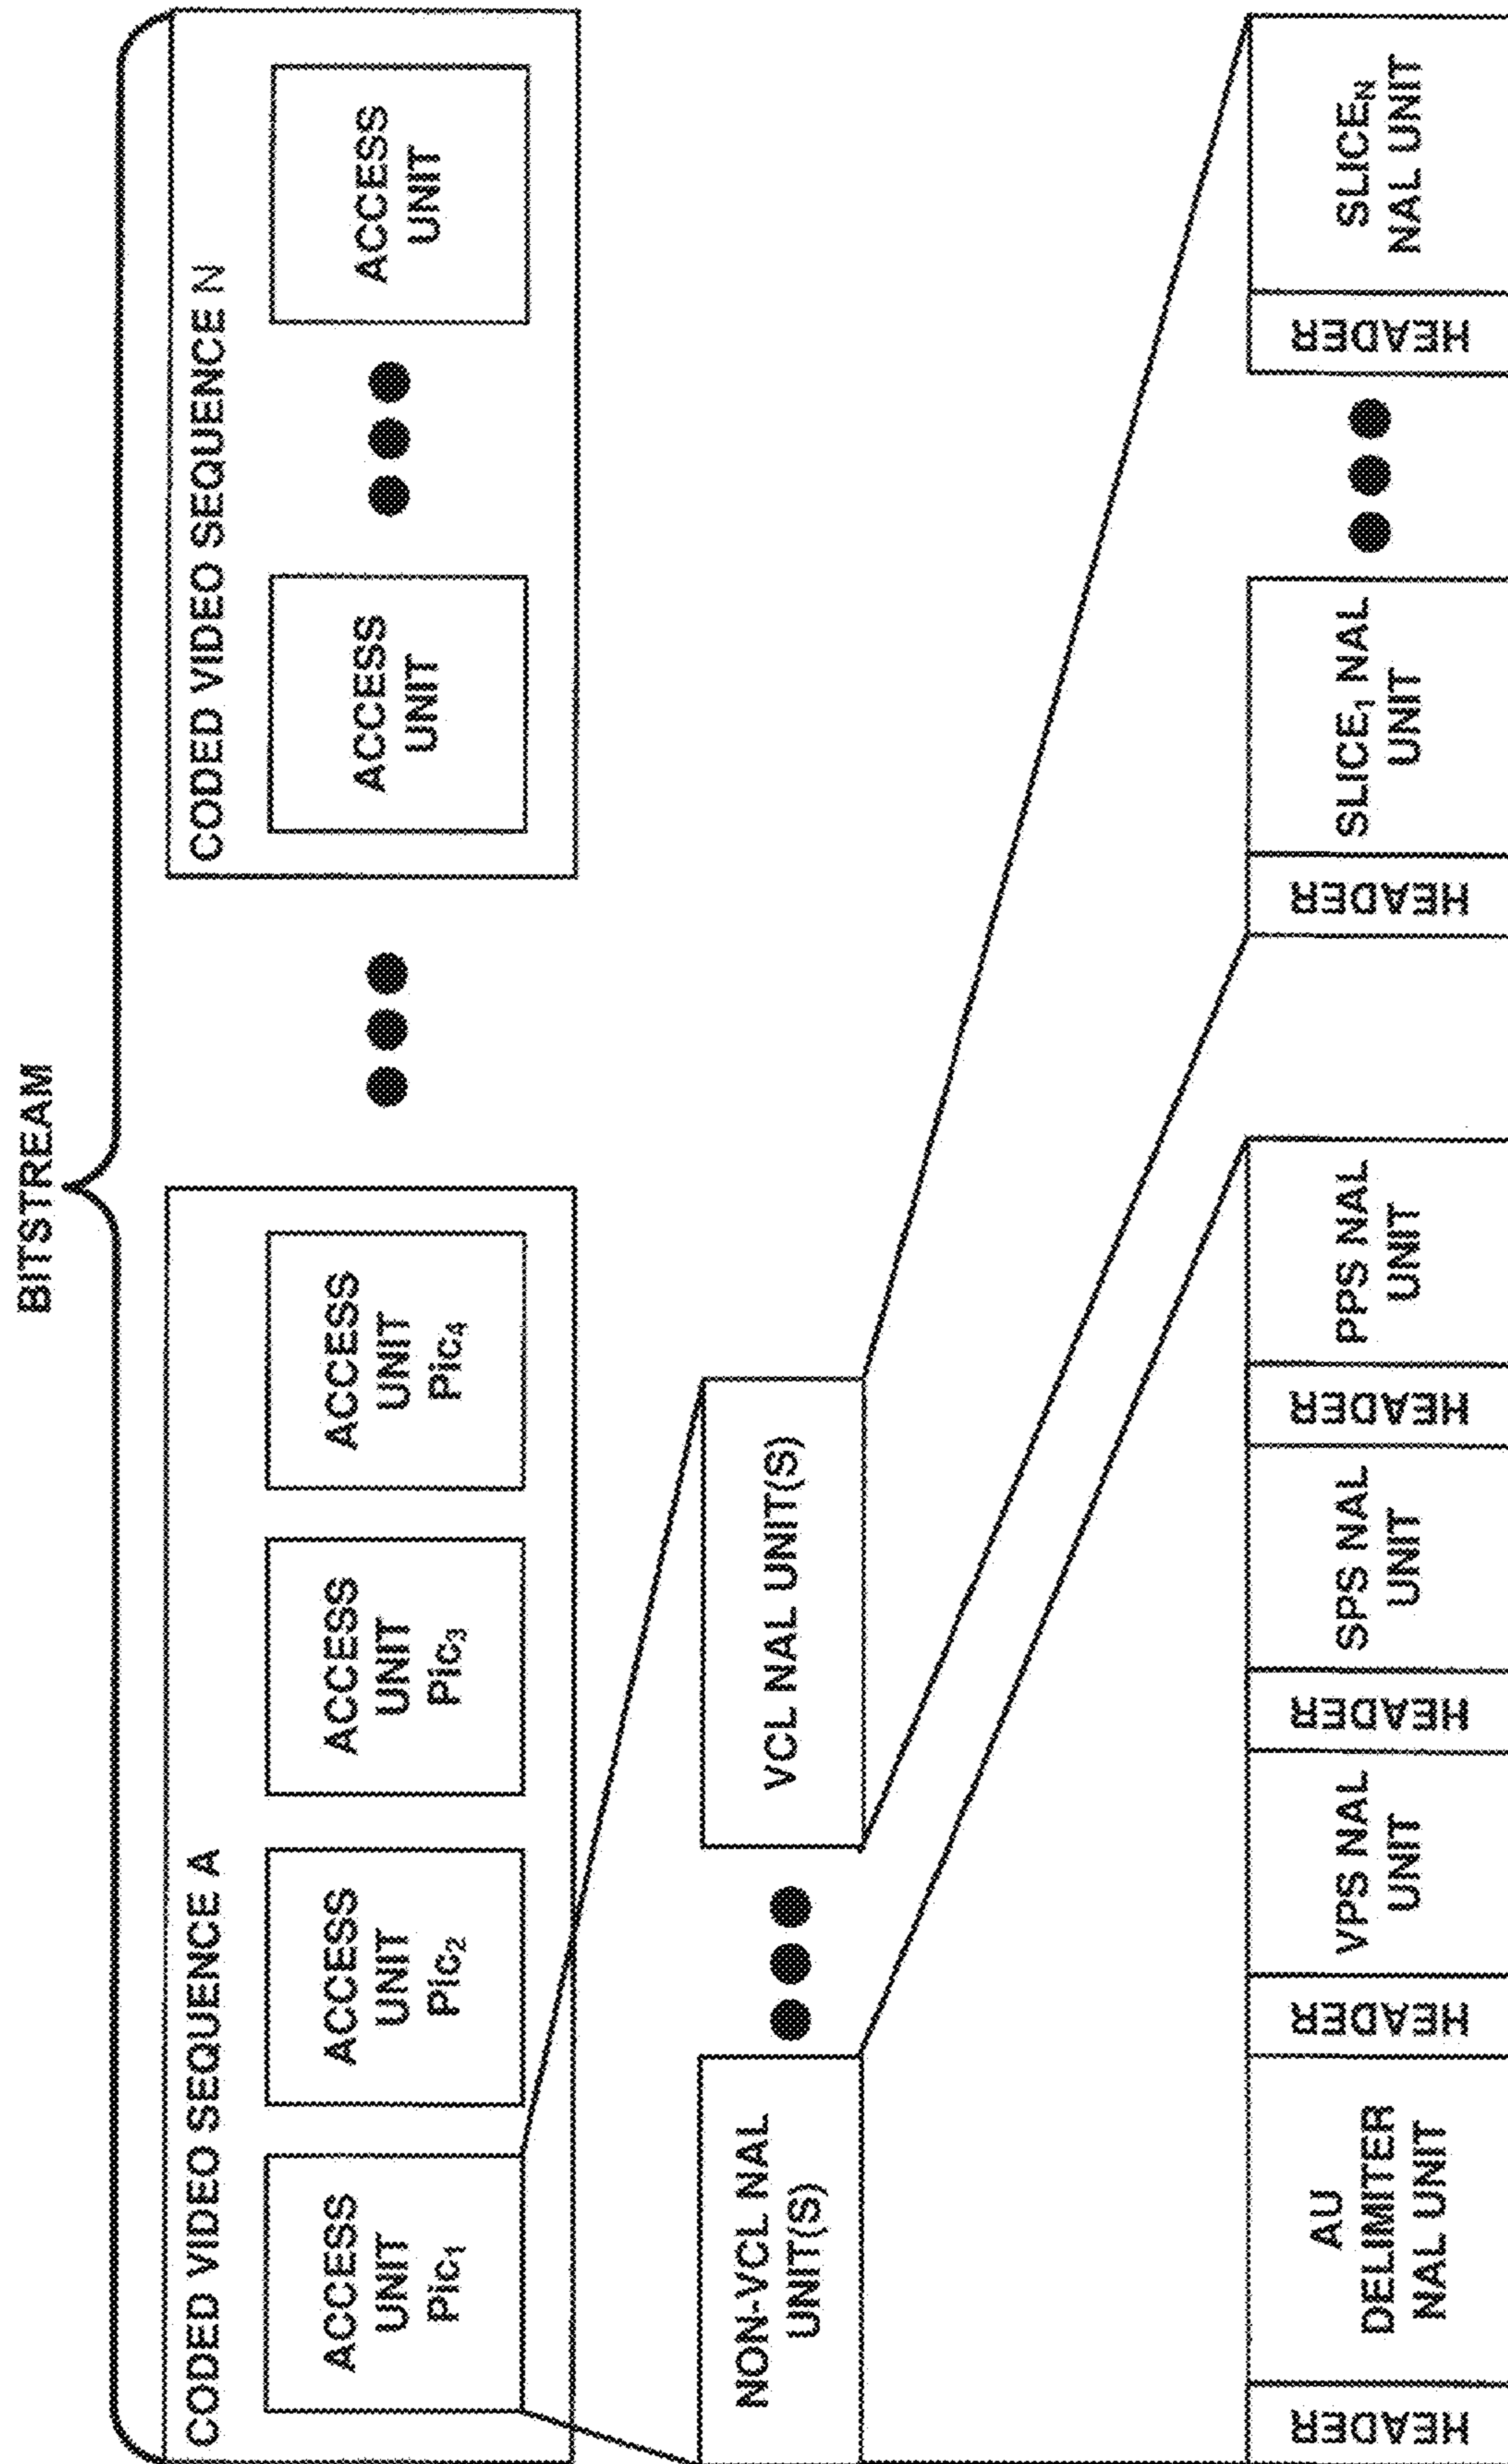 BITSTREAM
CODED VIDEO SEQUENCE A
ACCESS
UNIT
Pic₁
ACCESS
UNIT
Pic₂
ACCESS
UNIT
Pic₃
ACCESS
UNIT
Pic₄
CODED VIDEO SEQUENCE N
ACCESS
UNIT
ACCESS
UNIT
NON-VCL NAL
UNIT(S)
VCL NAL UNIT(S)
HEADER
AU
DELIMITER
NAL UNIT
HEADER
VPS NAL
UNIT
HEADER
SPS NAL
UNIT
HEADER
PPS NAL
UNIT
HEADER
SLICE₁ NAL
UNIT
HEADER
SLICE_N
NAL UNIT